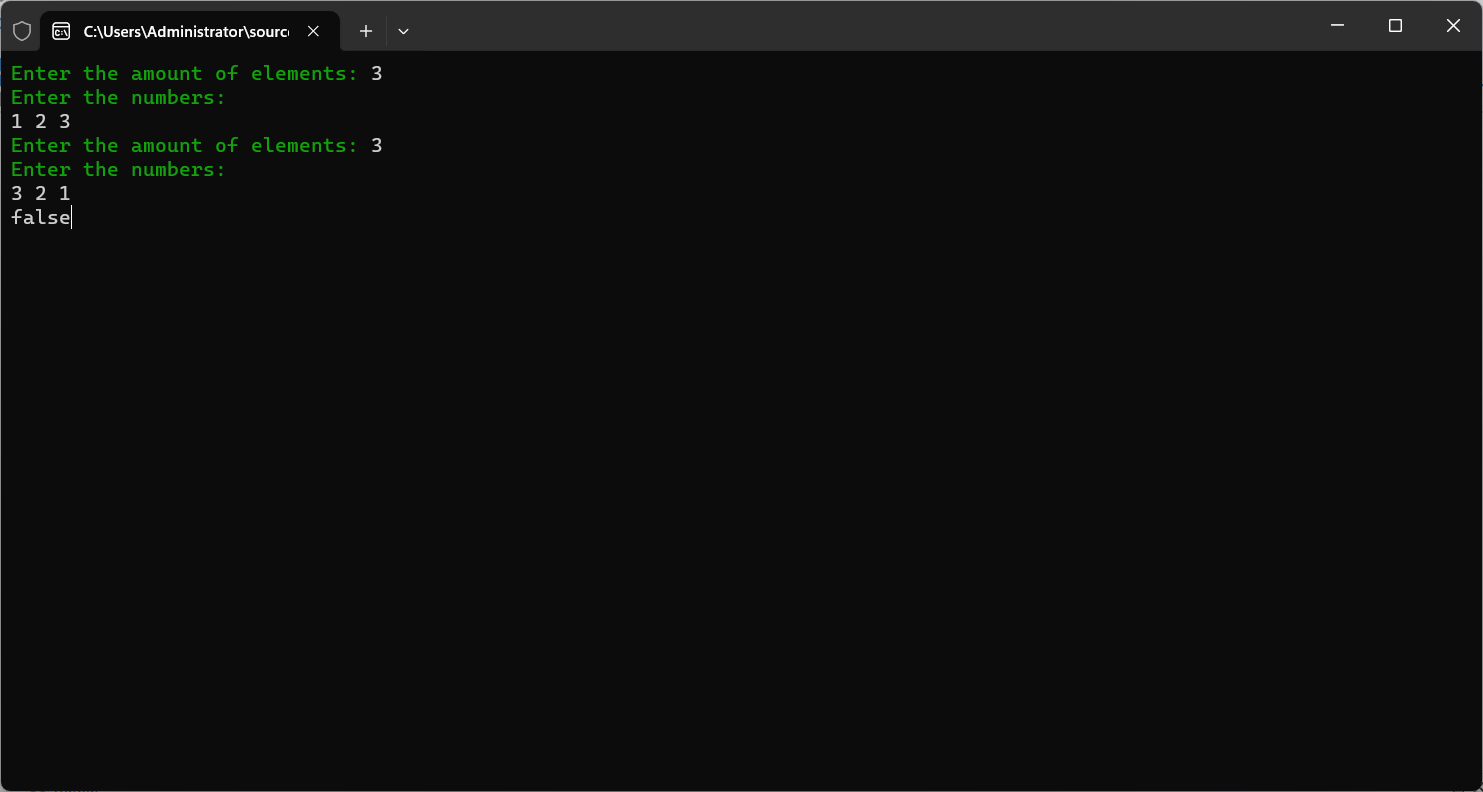 C:\Users\Administrator\sourc
Enter the amount of elements: 3
Enter the numbers:
1 2 3
Enter the amount of elements: 3
Enter the numbers:
3 2 1
false